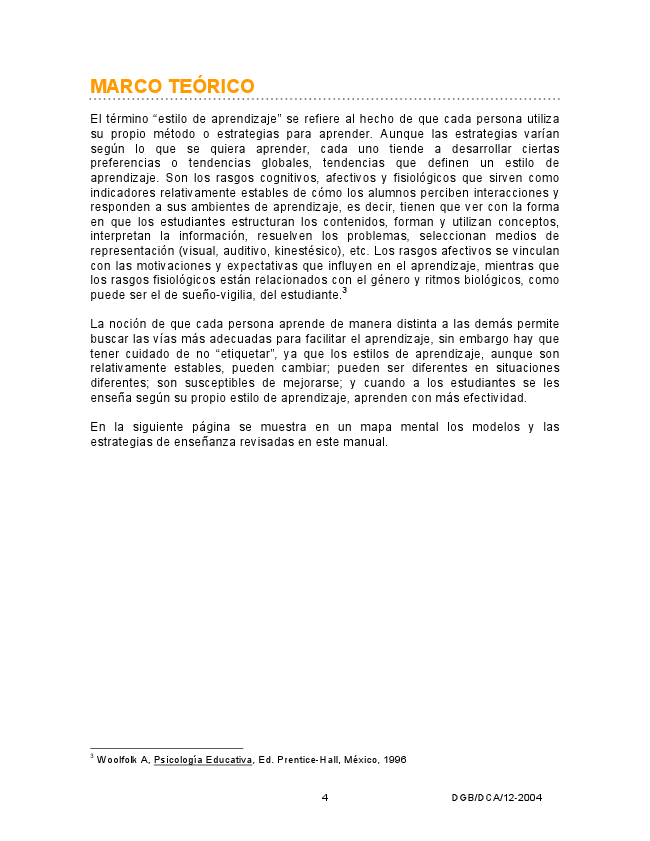 MARCO TEÓRICO
El término “estilo de aprendizaje” se refiere al hecho de que cada persona utiliza
su propio método o estrategias para aprender. Aunque las estrategias varían
según lo que se quiera aprender, cada uno tiende a desarrollar ciertas
preferencias o tendencias globales, tendencias que definen un estilo de
aprendizaje. Son los rasgos cognitivos, afectivos y fisiológicos que sirven como
indicadores relativamente estables de cómo los alumnos perciben interacciones y
responden a sus ambientes de aprendizaje, es decir, tienen que ver con la forma
en que los estudiantes estructuran los contenidos, forman y utilizan conceptos,
interpretan la información, resuelven los problemas, seleccionan medios de
representación (visual, auditivo, kinestésico), etc. Los rasgos afectivos se vinculan
con las motivaciones y expectativas que influyen en el aprendizaje, mientras que
los rasgos fisiológicos están relacionados con el género y ritmos biológicos, como
puede ser el de sueño-vigilia, del estudiante.3
La noción de que cada persona aprende de manera distinta a las demás permite
buscar las vías más adecuadas para facilitar el aprendizaje, sin embargo hay que
tener cuidado de no “etiquetar”, ya que los estilos de aprendizaje, aunque son
relativamente estables, pueden cambiar; pueden ser diferentes en situaciones
diferentes; son susceptibles de mejorarse; y cuando a los estudiantes se les
enseña según su propio estilo de aprendizaje, aprenden con más efectividad.
En la siguiente página se muestra en un mapa mental los modelos y las
estrategias de enseñanza revisadas en este manual.
3 Woolfolk A, Psicología Educativa, Ed. Prentice-Hall, México, 1996
4 DGB/DCA/12-2004